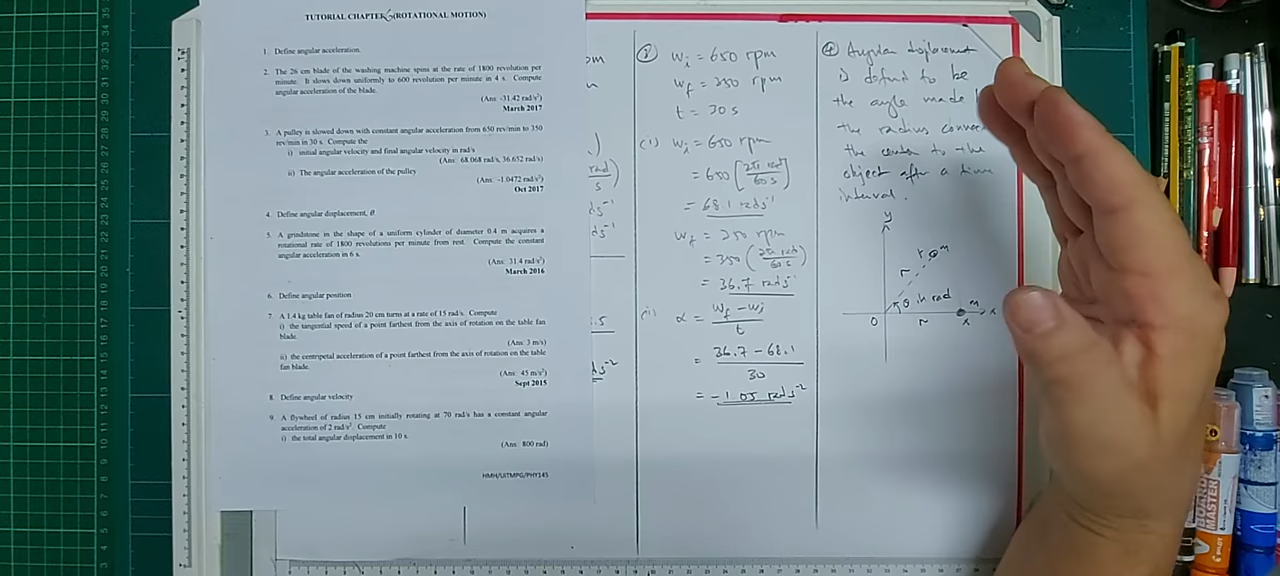 TUTORIAL CHAPTER 6 (ROTATIONAL MOTION)
1. Define angular acceleration.
2. The 26 cm blade of the washing machine spins at the rate of 1800 revolution per
minute. It slows down uniformly to 600 revolution per minute in 4 s. Compute
angular acceleration of the blade.
(Ans: -31.42 rad/s²)
March 2017
3. A pulley is slowed down with constant angular acceleration from 650 rev/min to 350
rev/min in 30 s. Compute the
i) initial angular velocity and final angular velocity in rad/s
(Ans: 68.068 rad/s, 36.652 rad/s)
ii) The angular acceleration of the pulley
(Ans: -1.0472 rad/s²)
Oct 2017
4. Define angular displacement, θ
5. A grindstone in the shape of a uniform cylinder of diameter 0.4 m acquires a
rotational rate of 1800 revolutions per minute from rest. Compute the constant
angular acceleration in 6 s.
(Ans: 31.4 rad/s²)
March 2016
6. Define angular position
7. A 1.4 kg table fan of radius 20 cm turns at a rate of 15 rad/s. Compute
i) the tangential speed of a point farthest from the axis of rotation on the table fan
blade.
(Ans: 3 m/s)
ii) the centripetal acceleration of a point farthest from the axis of rotation on the table
fan blade.
(Ans: 45 m/s²)
Sept 2015
8. Define angular velocity
9. A flywheel of radius 15 cm initially rotating at 70 rad/s has a constant angular
acceleration of 2 rad/s². Compute
i) the total angular displacement in 10 s.
(Ans: 800 rad)
HMH/UITMPG/PHY145
pm
)
rad
s
ds⁻¹
ds⁻¹
.5
ds⁻²
③ ωi = 650 rpm
ωf = 350 rpm
t = 30 s
(i) ωi = 650 rpm
= 650 (2π rad / 60 s)
= 68.1 rads⁻¹
ωf = 350 rpm
= 350 (2π rad / 60 s)
= 36.7 rads⁻¹
(ii) α = ωf - ωi / t
= 36.7 - 68.1 / 30
= -1.05 rads⁻²
④ Angular displacement
is defined to be
the angle made
the radius connec
the center to the
object after a time
interval.
y
m
r
θ in rad
m
O r x x